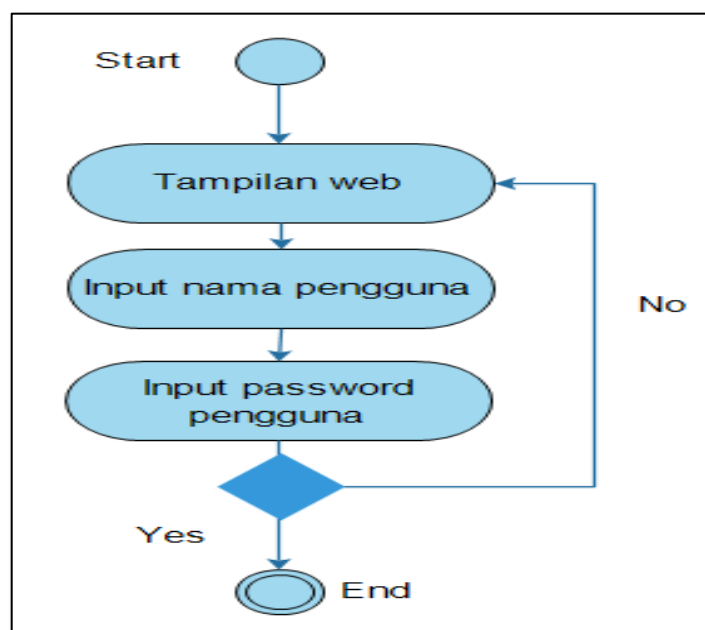 Start
Tampilan web
Input nama pengguna
No
Input password
pengguna
Yes
End